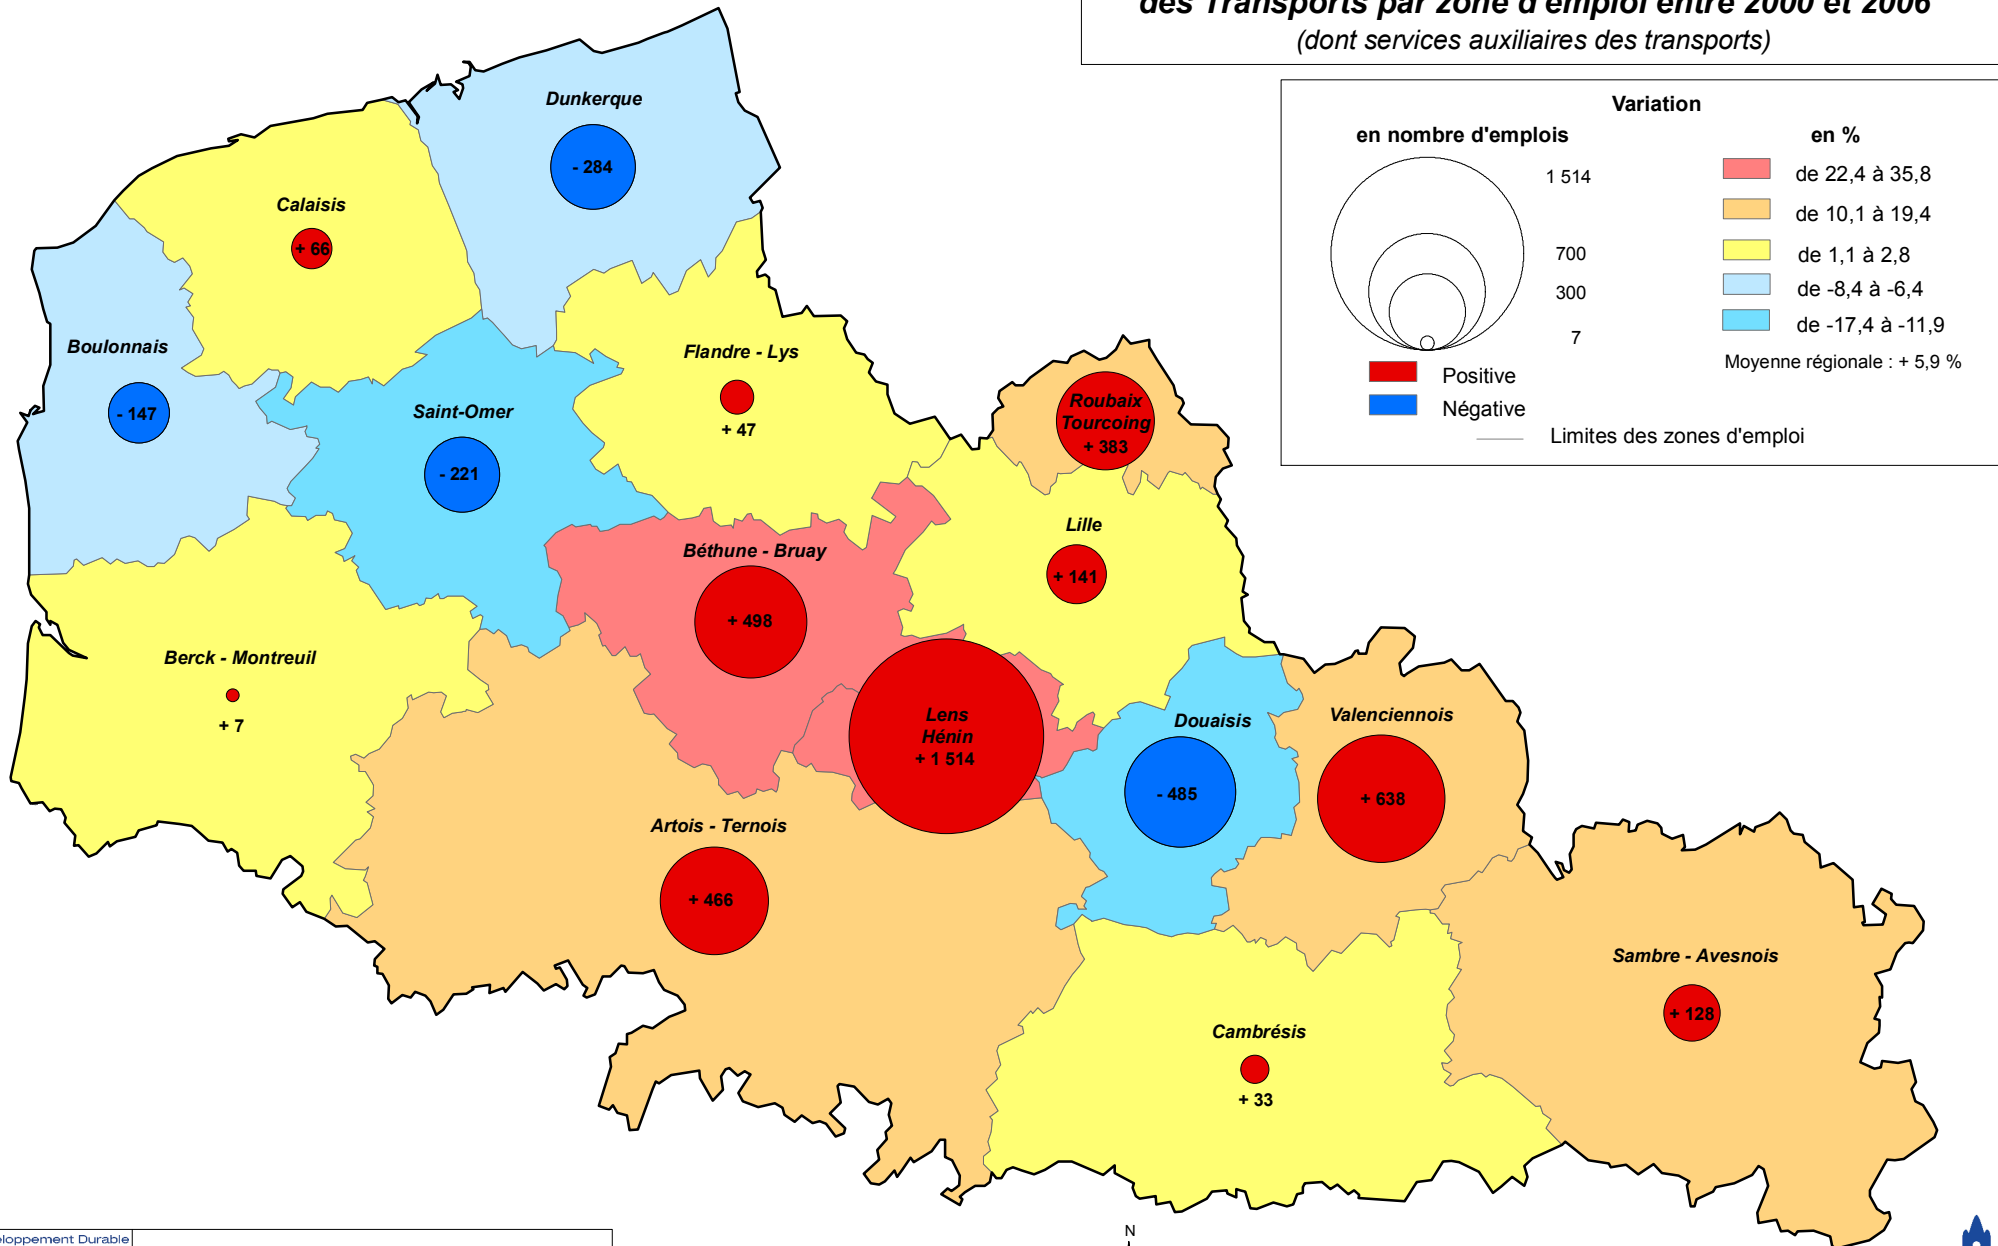 des Transports par zone d'emploi entre 2000 et 2006
(dont services auxiliaires des transports)
Variation
en nombre d'emplois
en %
1 514
700
300
7
de 22,4 à 35,8
de 10,1 à 19,4
de 1,1 à 2,8
de -8,4 à -6,4
de -17,4 à -11,9
Moyenne régionale : + 5,9 %
Positive
Négative
Limites des zones d'emploi
Dunkerque
- 284
Calaisis
+ 66
Boulonnais
- 147
Flandre - Lys
+ 47
Saint-Omer
- 221
Roubaix
Tourcoing
+ 383
Lille
+ 141
Béthune - Bruay
+ 498
Berck - Montreuil
+ 7
Lens
Hénin
+ 1 514
Douaisis
- 485
Valenciennois
+ 638
Artois - Ternois
+ 466
Sambre - Avesnois
+ 128
Cambrésis
+ 33
eloppement Durable
N